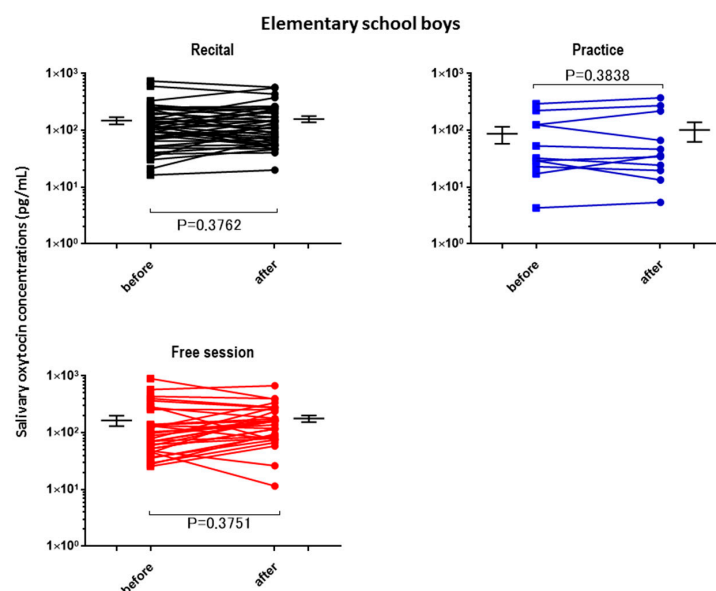 Elementary school boys
Recital
1×10³
1×10²
1×10¹
1×10⁰
P=0.3762
before
after
Practice
1×10³
1×10²
1×10¹
1×10⁰
P=0.3838
before
after
Salivary oxytocin concentrations (pg/mL)
Free session
1×10³
1×10²
1×10¹
1×10⁰
P=0.3751
before
after